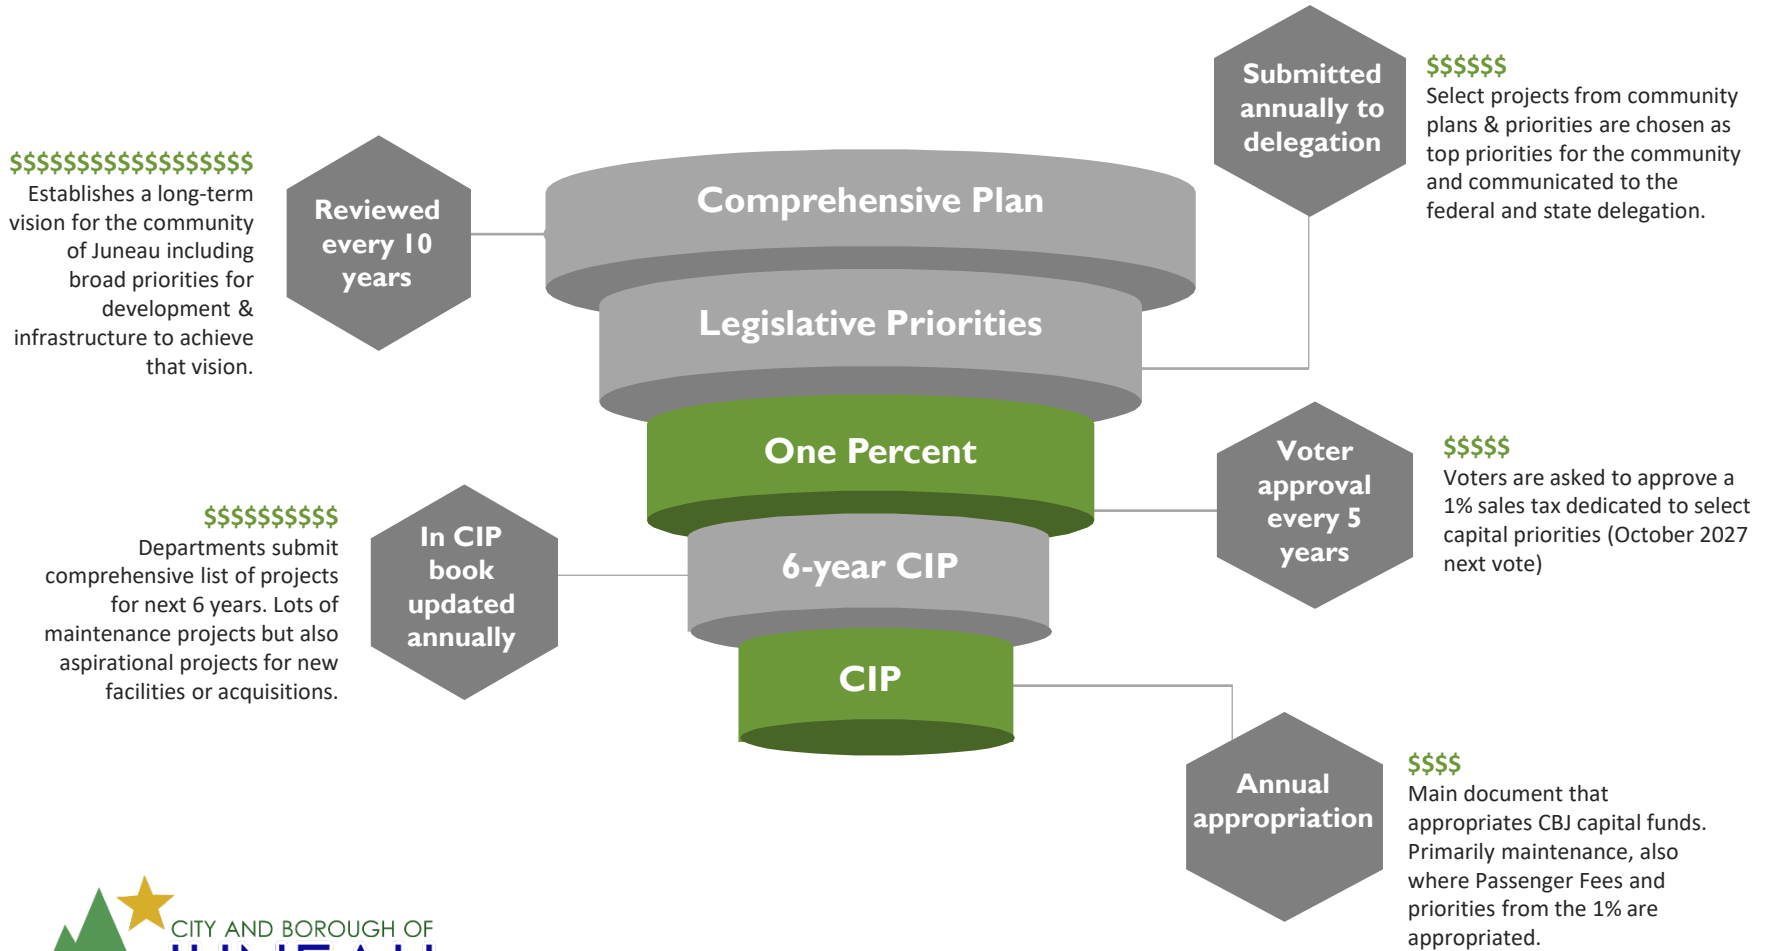 Submitted
annually to
delegation
$$$$$$
Select projects from community
plans & priorities are chosen as
top priorities for the community
and communicated to the
federal and state delegation.
$$$$$$$$$$$$$$$$$$
Establishes a long-term
vision for the community
of Juneau including
broad priorities for
development &
infrastructure to achieve
that vision.
Reviewed
every 10
years
Comprehensive Plan
Legislative Priorities
One Percent
Voter
approval
every 5
years
$$$$$
Voters are asked to approve a
1% sales tax dedicated to select
capital priorities (October 2027
next vote)
$$$$$$$$$$
Departments submit
comprehensive list of projects
for next 6 years. Lots of
maintenance projects but also
aspirational projects for new
facilities or acquisitions.
In CIP
book
updated
annually
6-year CIP
CIP
Annual
appropriation
$$$$
Main document that
appropriates CBJ capital funds.
Primarily maintenance, also
where Passenger Fees and
priorities from the 1% are
appropriated.
CITY AND BOROUGH OF
JUNEAU